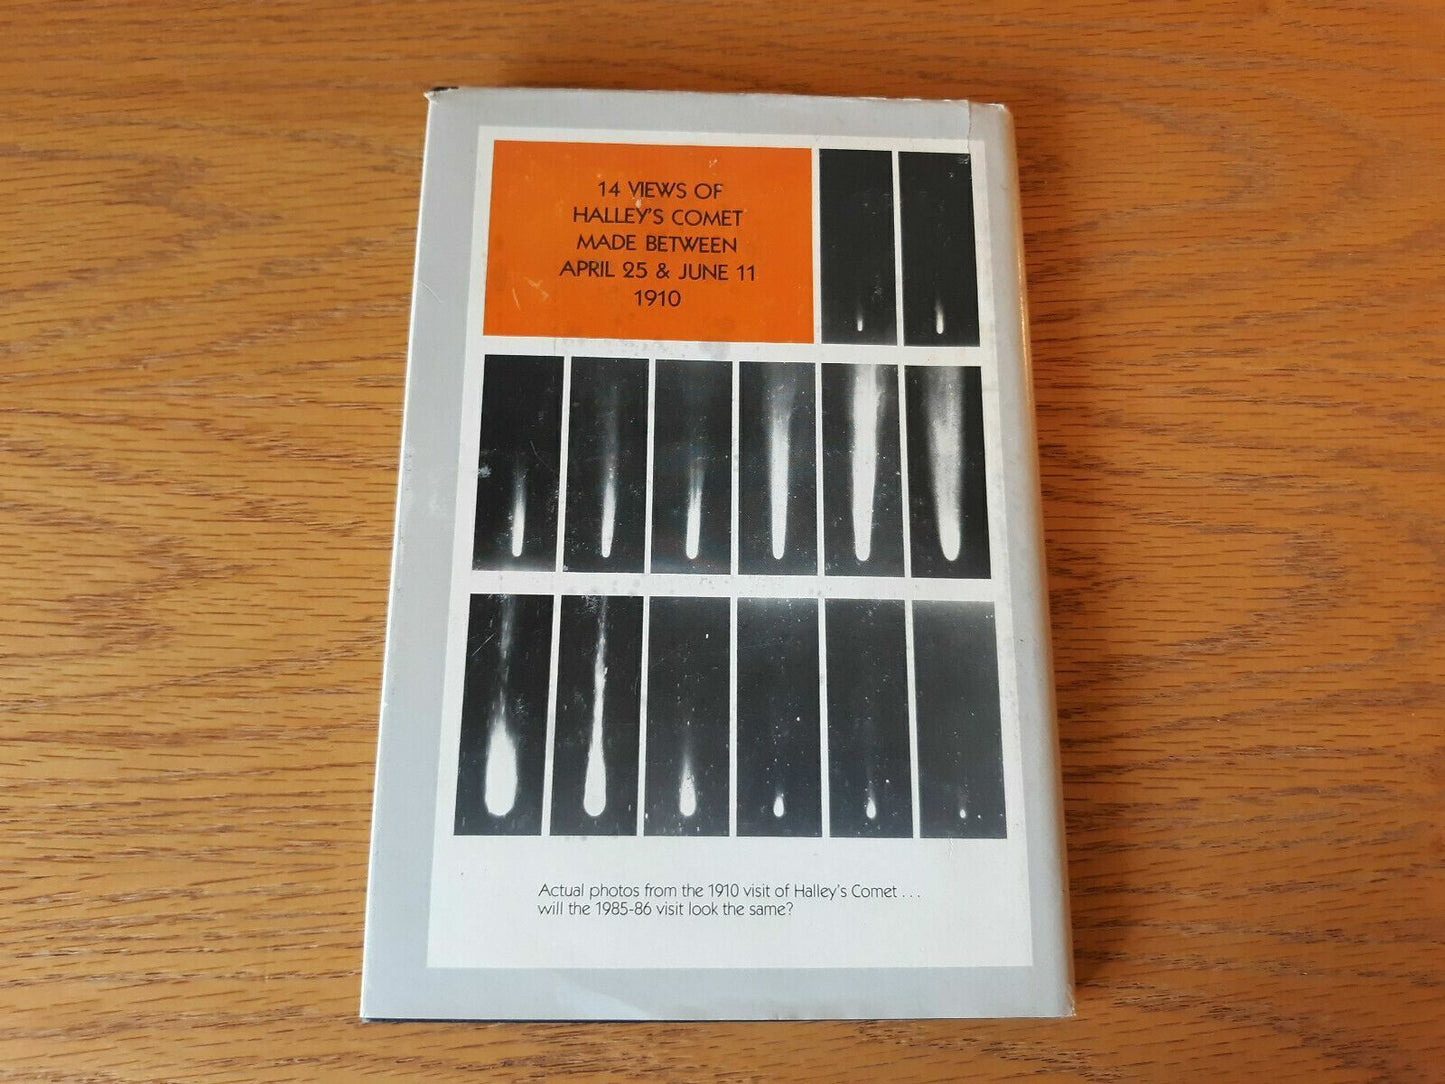 14 VIEWS OF
HALLEY'S COMET
MADE BETWEEN
APRIL 25 & JUNE 11
1910
Actual photos from the 1910 visit of Halley's Comet . . .
will the 1985-86 visit look the same?